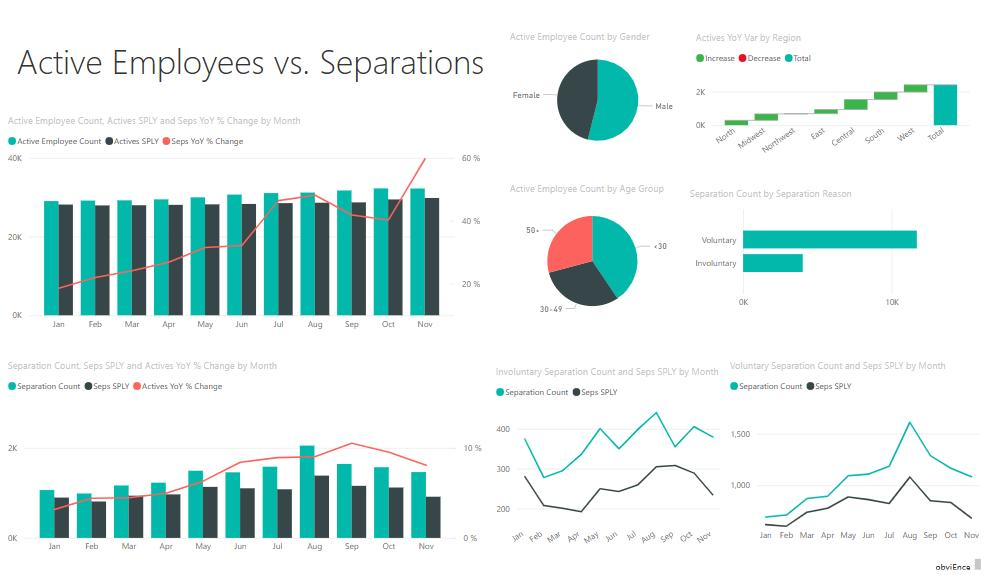 Active Employees vs. Separations
Active Employee Count, Actives SPLY and Seps YoY % Change by Month
Active Employee Count Actives SPLY Seps YoY % Change
40K
20K
0K
60 %
40 %
20 %
Jan Feb Mar Apr May Jun Jul Aug Sep Oct Nov
Active Employee Count by Gender
Female
Male
Actives YoY Var by Region
Increase Decrease Total
2K
0K
North Midwest Northwest East Central South West Total
Active Employee Count by Age Group
50+
<30
30-49
Separation Count by Separation Reason
Voluntary
Involuntary
0K 10K
Separation Count, Seps SPLY and Actives YoY % Change by Month
Separation Count Seps SPLY Actives YoY % Change
2K
0K
10 %
0 %
Jan Feb Mar Apr May Jun Jul Aug Sep Oct Nov
Involuntary Separation Count and Seps SPLY by Month
Separation Count Seps SPLY
400
300
200
Jan Feb Mar Apr May Jun Jul Aug Sep Oct Nov
Voluntary Separation Count and Seps SPLY by Month
Separation Count Seps SPLY
1,500
1,000
Jan Feb Mar Apr May Jun Jul Aug Sep Oct Nov
obviEnce